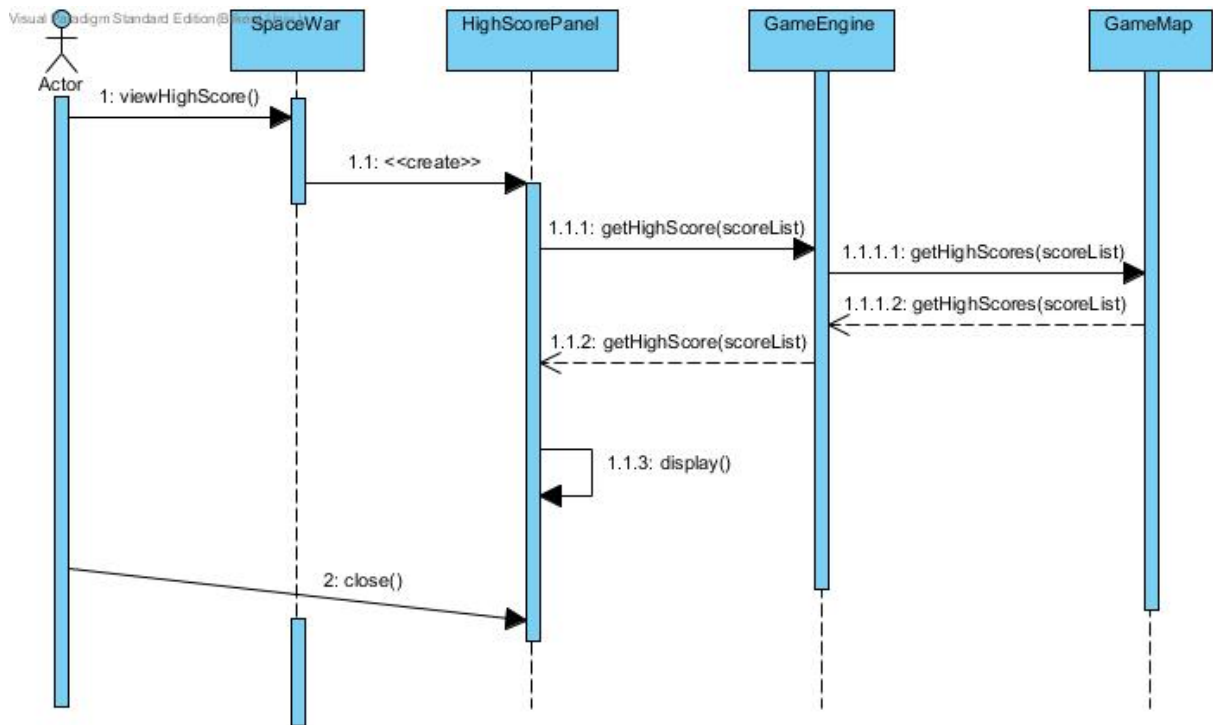 Visual Paradigm Standard Edition(B
SpaceWar
HighScorePanel
GameEngine
GameMap
Actor
1: viewHighScore()
1.1: <<create>>
1.1.1: getHighScore(scoreList)
1.1.1.1: getHighScores(scoreList)
1.1.1.2: getHighScores(scoreList)
1.1.2: getHighScore(scoreList)
1.1.3: display()
2: close()